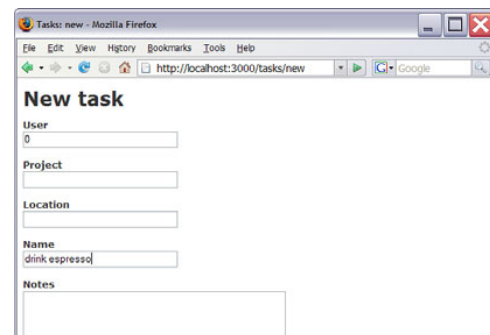 Tasks: new - Mozilla Firefox
File Edit View History Bookmarks Tools Help
http://localhost:3000/tasks/new G Google
New task
User
0
Project
Location
Name
drink espresso
Notes